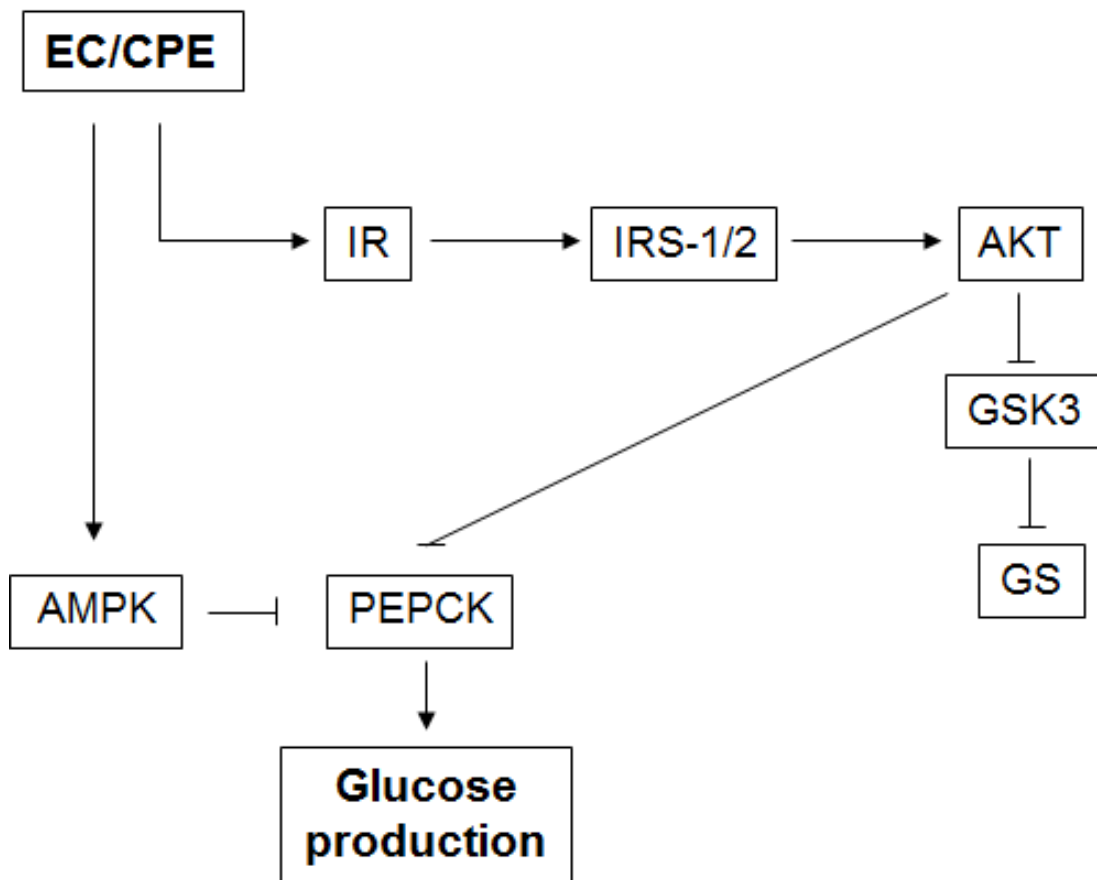 EC/CPE
IR
IRS-1/2
AKT
GSK3
GS
AMPK
PEPCK
Glucose
production